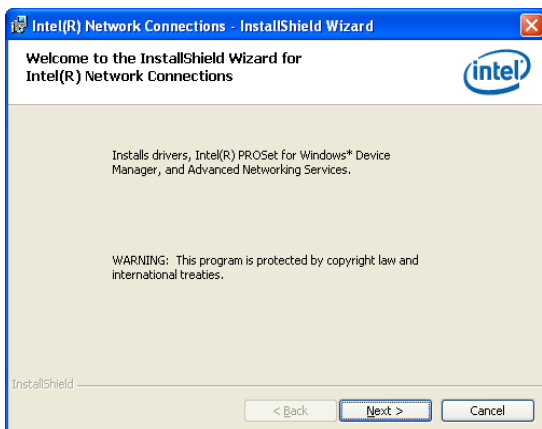 Intel(R) Network Connections - InstallShield Wizard
Welcome to the InstallShield Wizard for
Intel(R) Network Connections
intel
Installs drivers, Intel(R) PROSet for Windows* Device
Manager, and Advanced Networking Services.
WARNING: This program is protected by copyright law and
international treaties.
InstallShield
< Back
Next >
Cancel